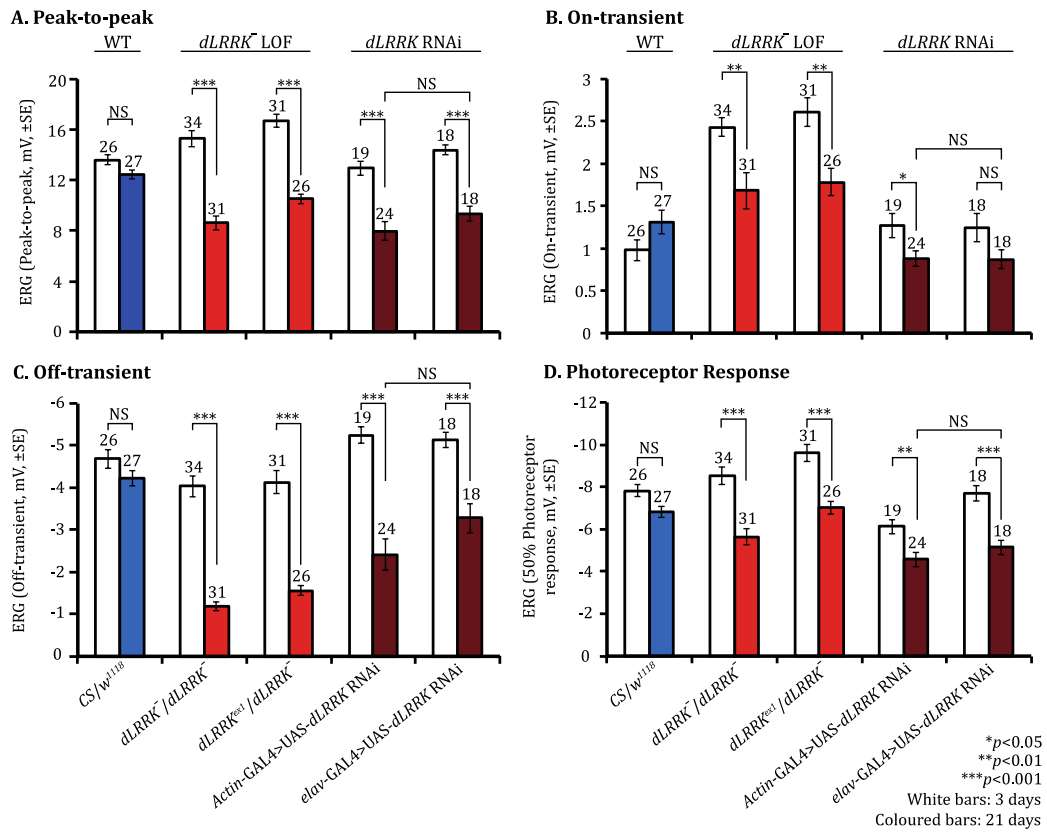 A. Peak-to-peak
WT
dLRRK⁻ LOF
dLRRK RNAi
ERG (Peak-to-peak, mV, ±SE)
20
16
12
8
4
0
NS
***
***
***
NS
***
26
27
34
31
31
26
19
24
18
18
B. On-transient
WT
dLRRK⁻ LOF
dLRRK RNAi
ERG (On-transient, mV, ±SE)
3
2.5
2
1.5
1
0.5
0
NS
**
**
*
NS
NS
26
27
34
31
31
26
19
24
18
18
C. Off-transient
ERG (Off-transient, mV, ±SE)
-6
-5
-4
-3
-2
-1
0
NS
***
***
***
NS
***
26
27
34
31
31
26
19
24
18
18
CS/w¹¹¹⁸
dLRRK⁻/dLRRK⁻
dLRRKᵉˣ¹/dLRRK⁻
Actin-GAL4>UAS-dLRRK RNAi
elav-GAL4>UAS-dLRRK RNAi
D. Photoreceptor Response
ERG (50% Photoreceptor
response, mV, ±SE)
-12
-10
-8
-6
-4
-2
0
NS
***
***
**
NS
***
26
27
34
31
31
26
19
24
18
18
CS/w¹¹¹⁸
dLRRK⁻/dLRRK⁻
dLRRKᵉˣ¹/dLRRK⁻
Actin-GAL4>UAS-dLRRK RNAi
elav-GAL4>UAS-dLRRK RNAi
*p<0.05
**p<0.01
***p<0.001
White bars: 3 days
Coloured bars: 21 days